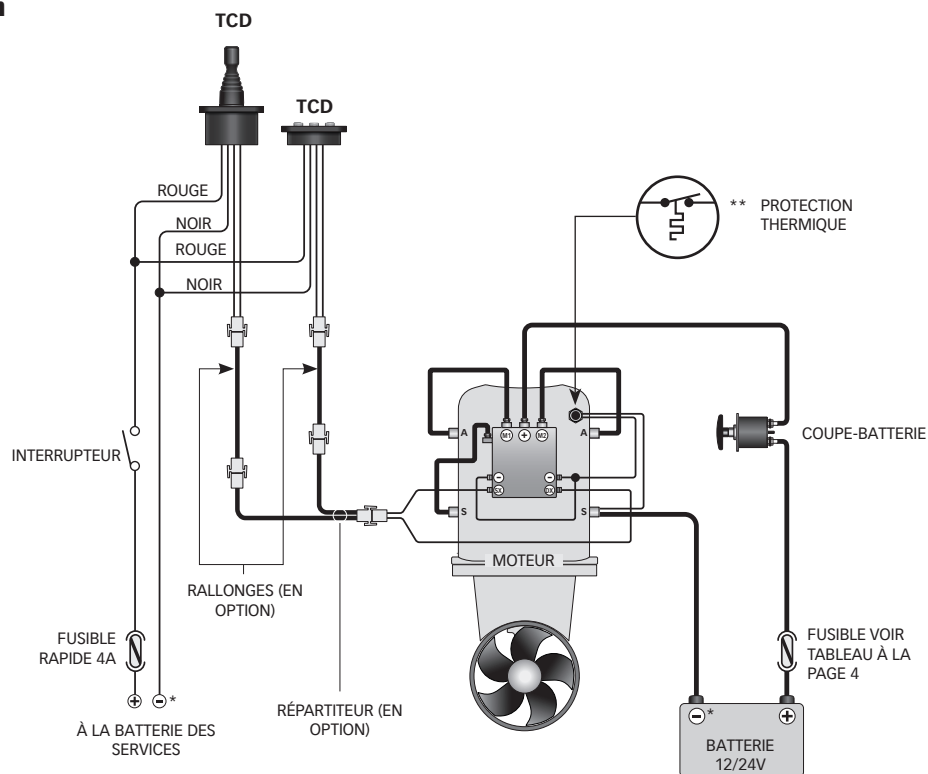 TCD
TCD
ROUGE
NOIR
ROUGE
NOIR
** PROTECTION
THERMIQUE
A
M1
+
M2
A
INTERRUPTEUR
COUPE-BATTERIE
-
-
SX
DX
S
S
MOTEUR
RALLONGES (EN
OPTION)
FUSIBLE
RAPIDE 4A
FUSIBLE VOIR
TABLEAU À LA
PAGE 4
+ - *
À LA BATTERIE DES
SERVICES
RÉPARTITEUR (EN
OPTION)
- *
+
BATTERIE
12/24V